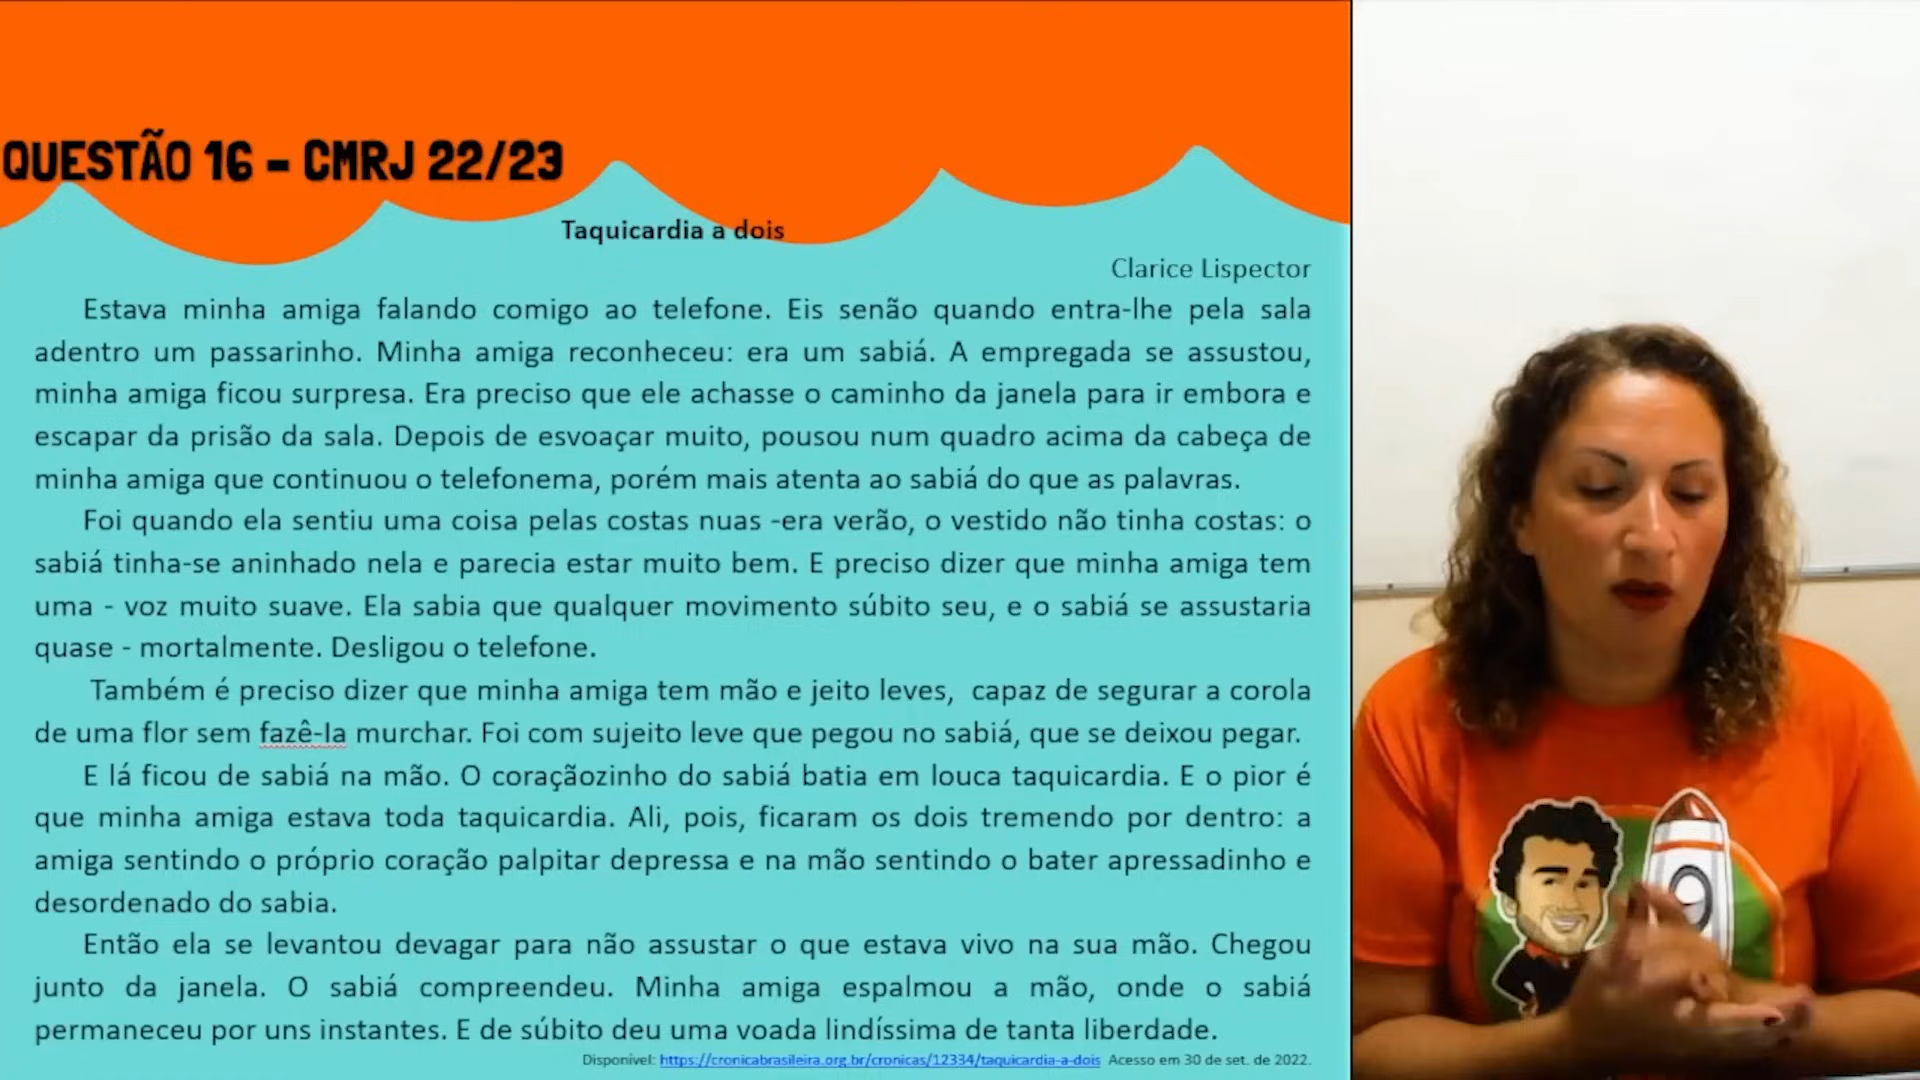 QUESTÃO 16 – CMRJ 22/23
Taquicardia a dois
Clarice Lispector
Estava minha amiga falando comigo ao telefone. Eis senão quando entra-lhe pela sala
adentro um passarinho. Minha amiga reconheceu: era um sabiá. A empregada se assustou,
minha amiga ficou surpresa. Era preciso que ele achasse o caminho da janela para ir embora e
escapar da prisão da sala. Depois de esvoaçar muito, pousou num quadro acima da cabeça de
minha amiga que continuou o telefonema, porém mais atenta ao sabiá do que as palavras.
Foi quando ela sentiu uma coisa pelas costas nuas -era verão, o vestido não tinha costas: o
sabiá tinha-se aninhado nela e parecia estar muito bem. E preciso dizer que minha amiga tem
uma - voz muito suave. Ela sabia que qualquer movimento súbito seu, e o sabiá se assustaria
quase - mortalmente. Desligou o telefone.
Também é preciso dizer que minha amiga tem mão e jeito leves, capaz de segurar a corola
de uma flor sem fazê-la murchar. Foi com sujeito leve que pegou no sabiá, que se deixou pegar.
E lá ficou de sabiá na mão. O coraçãozinho do sabiá batia em louca taquicardia. E o pior é
que minha amiga estava toda taquicardia. Ali, pois, ficaram os dois tremendo por dentro: a
amiga sentindo o próprio coração palpitar depressa e na mão sentindo o bater apressadinho e
desordenado do sabia.
Então ela se levantou devagar para não assustar o que estava vivo na sua mão. Chegou
junto da janela. O sabiá compreendeu. Minha amiga espalmou a mão, onde o sabiá
permaneceu por uns instantes. E de súbito deu uma voada lindíssima de tanta liberdade.
Disponível: https://cronicabrasileira.org.br/cronicas/12334/taquicardia-a-dois Acesso em 30 de set. de 2022.